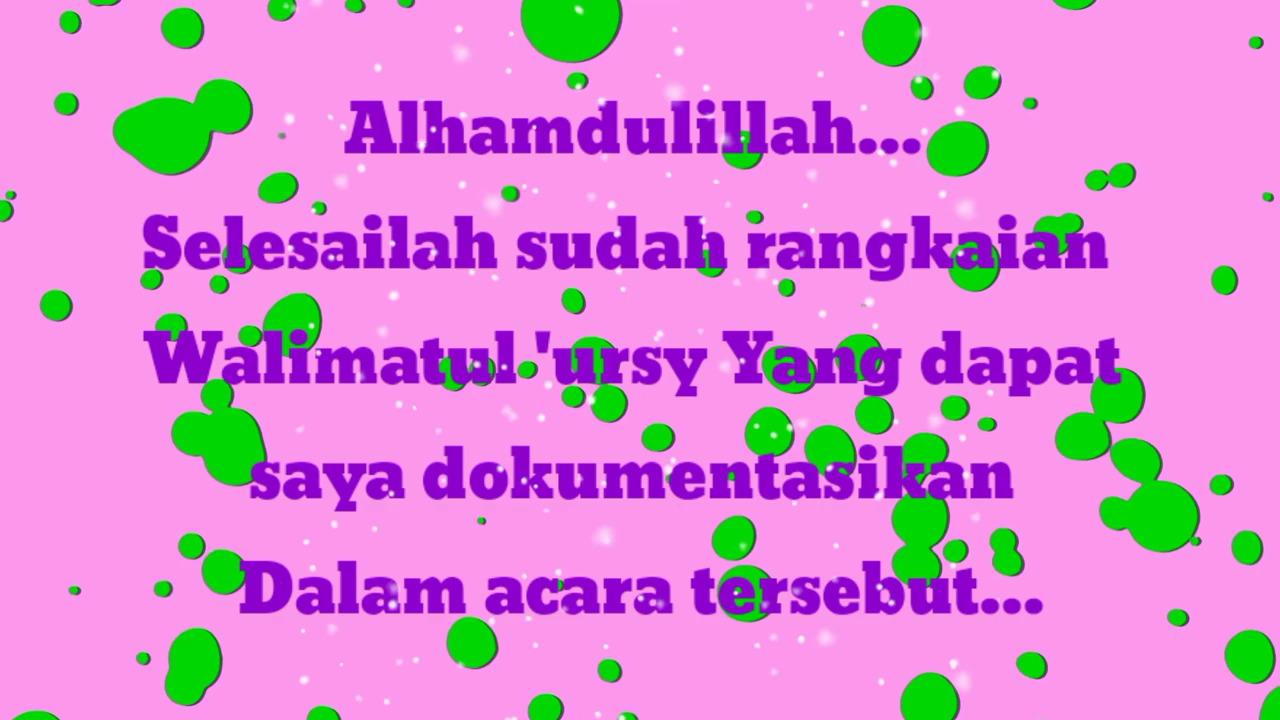 Alhamdulillah...
Selesailah sudah rangkaian
Walimatul 'ursy Yang dapat
saya dokumentasikan
Dalam acara tersebut...